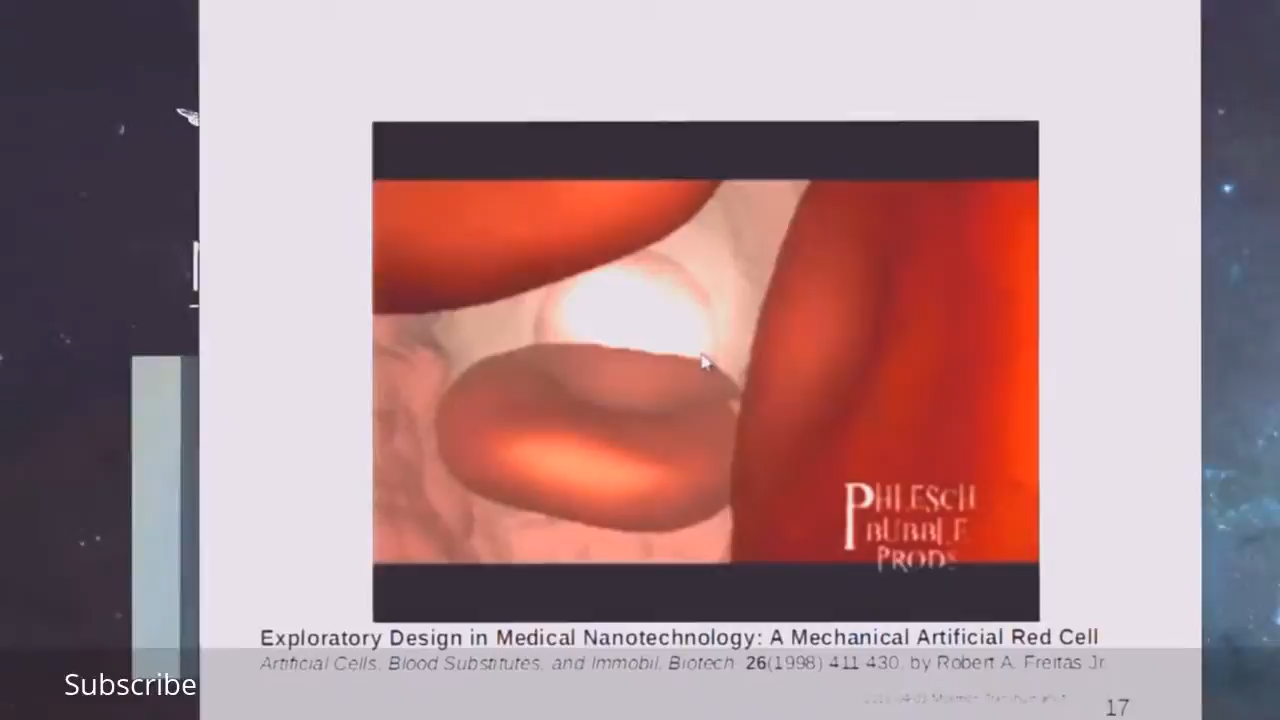 PHLESCH
BUBBLE
PRODS
Exploratory Design in Medical Nanotechnology: A Mechanical Artificial Red Cell
Artificial Cells, Blood Substitutes, and Immobil. Biotech. 26(1998) 411-430. by Robert A. Freitas Jr.
Subscribe
17